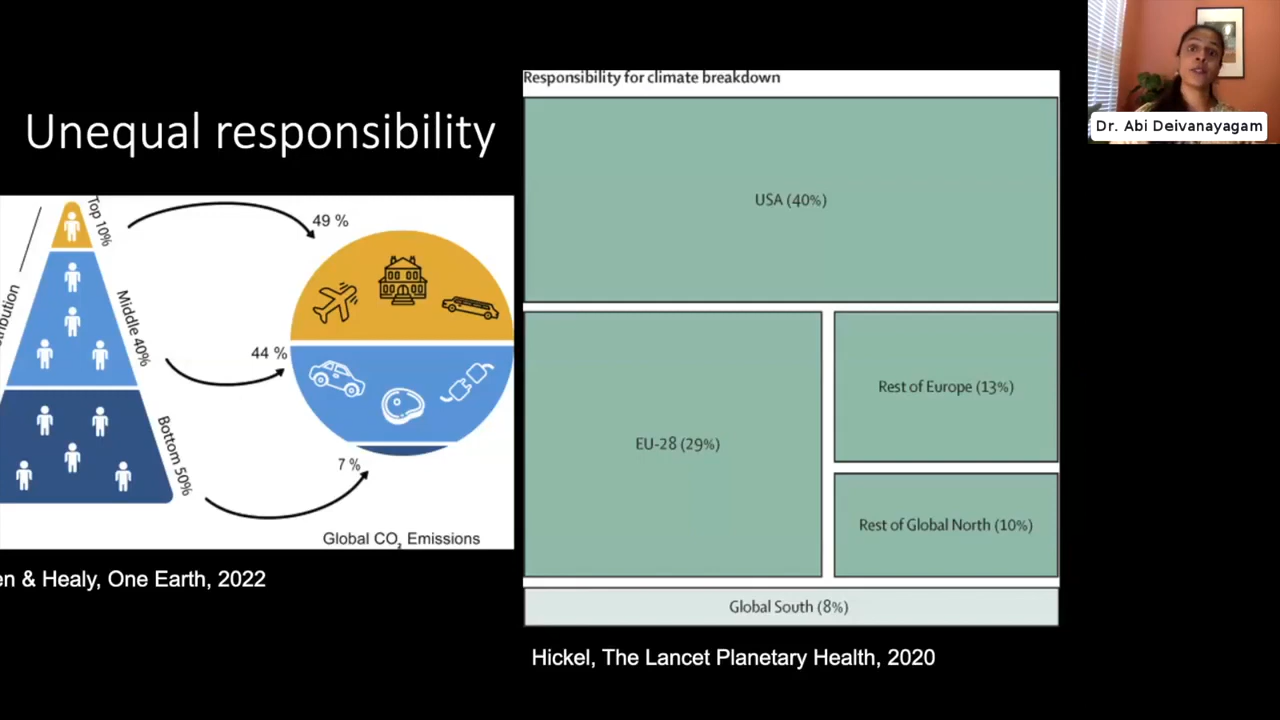 Unequal responsibility
Top 10%
49 %
Middle 40%
44 %
Bottom 50%
7 %
Global CO₂ Emissions
& Healy, One Earth, 2022
Responsibility for climate breakdown
USA (40%)
EU-28 (29%)
Rest of Europe (13%)
Rest of Global North (10%)
Global South (8%)
Hickel, The Lancet Planetary Health, 2020
Dr. Abi Deivanayagam